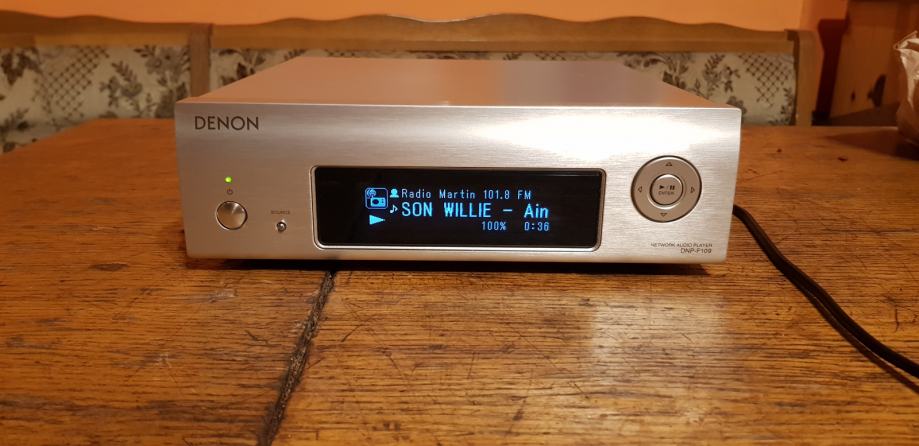 DENON
SOURCE
Radio Martin 101.8 FM
SON WILLIE - Ain
100% 0:36
ENTER
NETWORK AUDIO PLAYER
DNP-F109